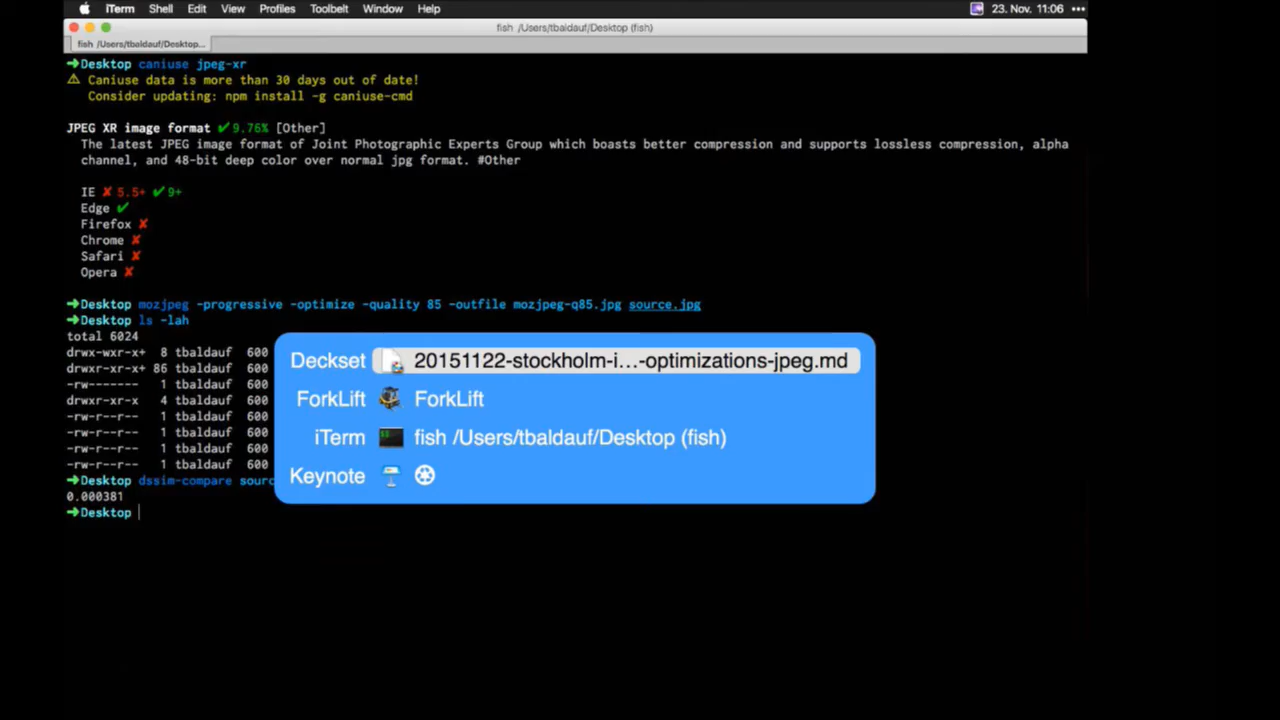 iTerm Shell Edit View Profiles Toolbelt Window Help 23. Nov. 11:06 •••
fish /Users/tbaldauf/Desktop (fish)
fish /Users/tbaldauf/Desktop...
➜Desktop caniuse jpeg-xr
⚠ Caniuse data is more than 30 days out of date!
Consider updating: npm install -g caniuse-cmd
JPEG XR image format ✔9.76% [Other]
The latest JPEG image format of Joint Photographic Experts Group which boasts better compression and supports lossless compression, alpha
channel, and 48-bit deep color over normal jpg format. #Other
IE ✘ 5.5+ ✔9+
Edge ✔
Firefox ✘
Chrome ✘
Safari ✘
Opera ✘
➜Desktop mozjpeg -progressive -optimize -quality 85 -outfile mozjpeg-q85.jpg source.jpg
➜Desktop ls -lah
total 6024
drwx-wxr-x+ 8 tbaldauf 600
drwxr-xr-x+ 86 tbaldauf 600
-rw------- 1 tbaldauf 600
drwxr-xr-x 4 tbaldauf 600
-rw-r--r-- 1 tbaldauf 600
-rw-r--r-- 1 tbaldauf 600
-rw-r--r-- 1 tbaldauf 600
-rw-r--r-- 1 tbaldauf 600
➜Desktop dssim-compare sourc
0.000381
➜Desktop
Deckset 20151122-stockholm-i...-optimizations-jpeg.md
ForkLift ForkLift
iTerm fish /Users/tbaldauf/Desktop (fish)
Keynote